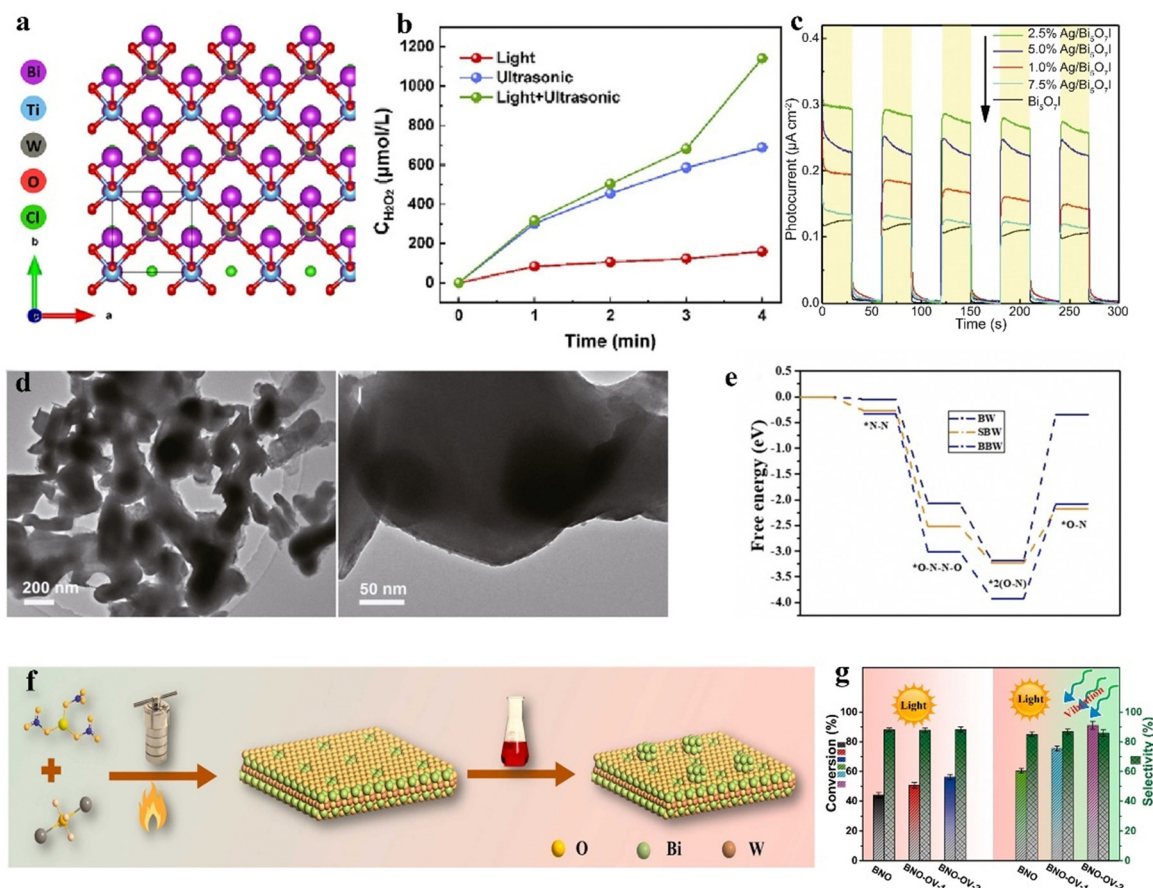 a
Bi
Ti
W
O
Cl
b
a
b
C_H2O2 (μmol/L)
1200
1000
800
600
400
200
0
Light
Ultrasonic
Light+Ultrasonic
0 1 2 3 4
Time (min)
c
Photocurrent (μA cm-2)
0.4
0.3
0.2
0.1
0.0
2.5% Ag/Bi5O7I
5.0% Ag/Bi5O7I
1.0% Ag/Bi5O7I
7.5% Ag/Bi5O7I
Bi5O7I
0 50 100 150 200 250 300
Time (s)
d
200 nm
50 nm
e
Free energy (eV)
0.5
0.0
-0.5
-1.0
-1.5
-2.0
-2.5
-3.0
-3.5
-4.0
BW
SBW
BBW
*N-N
*O-N-N-O
*2(O-N)
*O-N
f
O Bi W
g
Light
Light
Vibration
Conversion (%)
100
80
60
40
20
0
Selectivity (%)
100
80
60
40
20
0
BNO BNO-OV-1 BNO-OV-2
BNO BNO-OV-1 BNO-OV-2